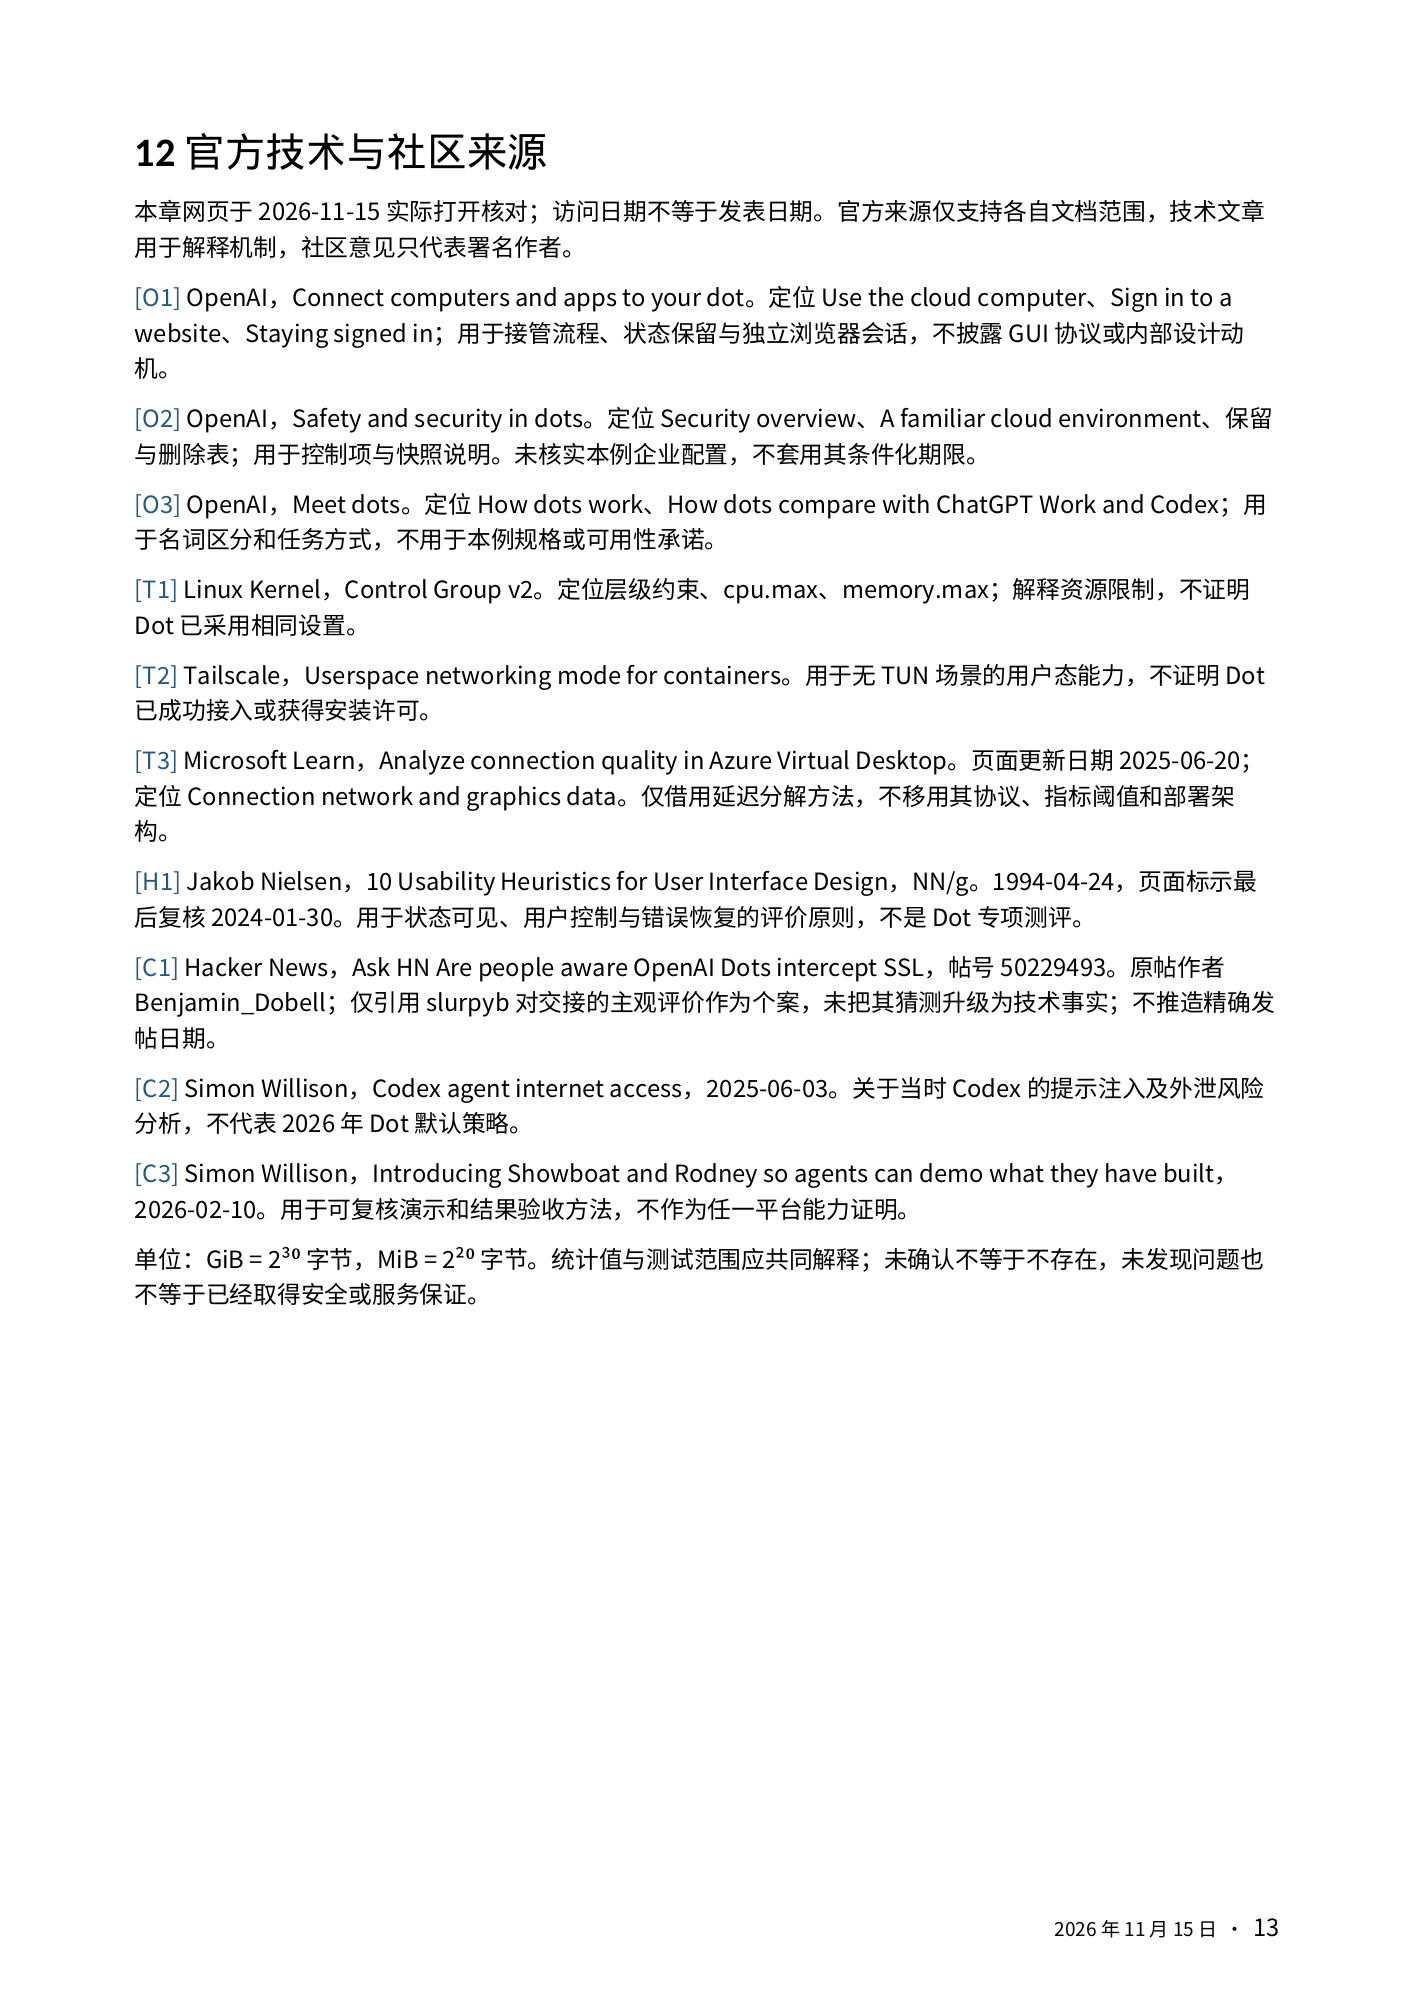 12 官方技术与社区来源
本章网页于 2026-11-15 实际打开核对；访问日期不等于发表日期。官方来源仅支持各自文档范围，技术文章
用于解释机制，社区意见只代表署名作者。
[O1] OpenAI，Connect computers and apps to your dot。定位 Use the cloud computer、Sign in to a
website、Staying signed in；用于接管流程、状态保留与独立浏览器会话，不披露 GUI 协议或内部设计动
机。
[O2] OpenAI，Safety and security in dots。定位 Security overview、A familiar cloud environment、保留
与删除表；用于控制项与快照说明。未核实本例企业配置，不套用其条件化期限。
[O3] OpenAI，Meet dots。定位 How dots work、How dots compare with ChatGPT Work and Codex；用
于名词区分和任务方式，不用于本例规格或可用性承诺。
[T1] Linux Kernel，Control Group v2。定位层级约束、cpu.max、memory.max；解释资源限制，不证明
Dot 已采用相同设置。
[T2] Tailscale，Userspace networking mode for containers。用于无 TUN 场景的用户态能力，不证明 Dot
已成功接入或获得安装许可。
[T3] Microsoft Learn，Analyze connection quality in Azure Virtual Desktop。页面更新日期 2025-06-20；
定位 Connection network and graphics data。仅借用延迟分解方法，不移用其协议、指标阈值和部署架
构。
[H1] Jakob Nielsen，10 Usability Heuristics for User Interface Design，NN/g。1994-04-24，页面标示最
后复核 2024-01-30。用于状态可见、用户控制与错误恢复的评价原则，不是 Dot 专项测评。
[C1] Hacker News，Ask HN Are people aware OpenAI Dots intercept SSL，帖号 50229493。原帖作者
Benjamin_Dobell；仅引用 slurpyb 对交接的主观评价作为个案，未把其猜测升级为技术事实；不推造精确发
帖日期。
[C2] Simon Willison，Codex agent internet access，2025-06-03。关于当时 Codex 的提示注入及外泄风险
分析，不代表 2026 年 Dot 默认策略。
[C3] Simon Willison，Introducing Showboat and Rodney so agents can demo what they have built，
2026-02-10。用于可复核演示和结果验收方法，不作为任一平台能力证明。
单位：GiB = 2³⁰ 字节，MiB = 2²⁰ 字节。统计值与测试范围应共同解释；未确认不等于不存在，未发现问题也
不等于已经取得安全或服务保证。
2026 年 11 月 15 日 · 13